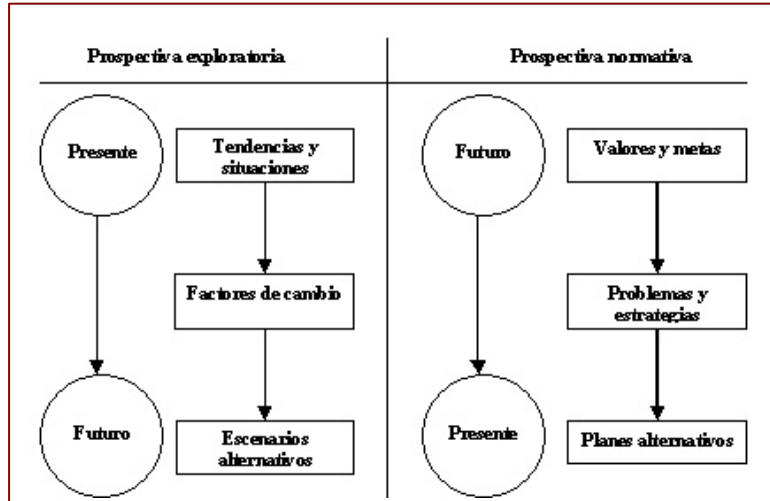 Prospectiva exploratoria
Prospectiva normativa
Presente
Tendencias y
situaciones
Futuro
Valores y metas
Factores de cambio
Problemas y
estrategias
Futuro
Escenarios
alternativos
Presente
Planes alternativos